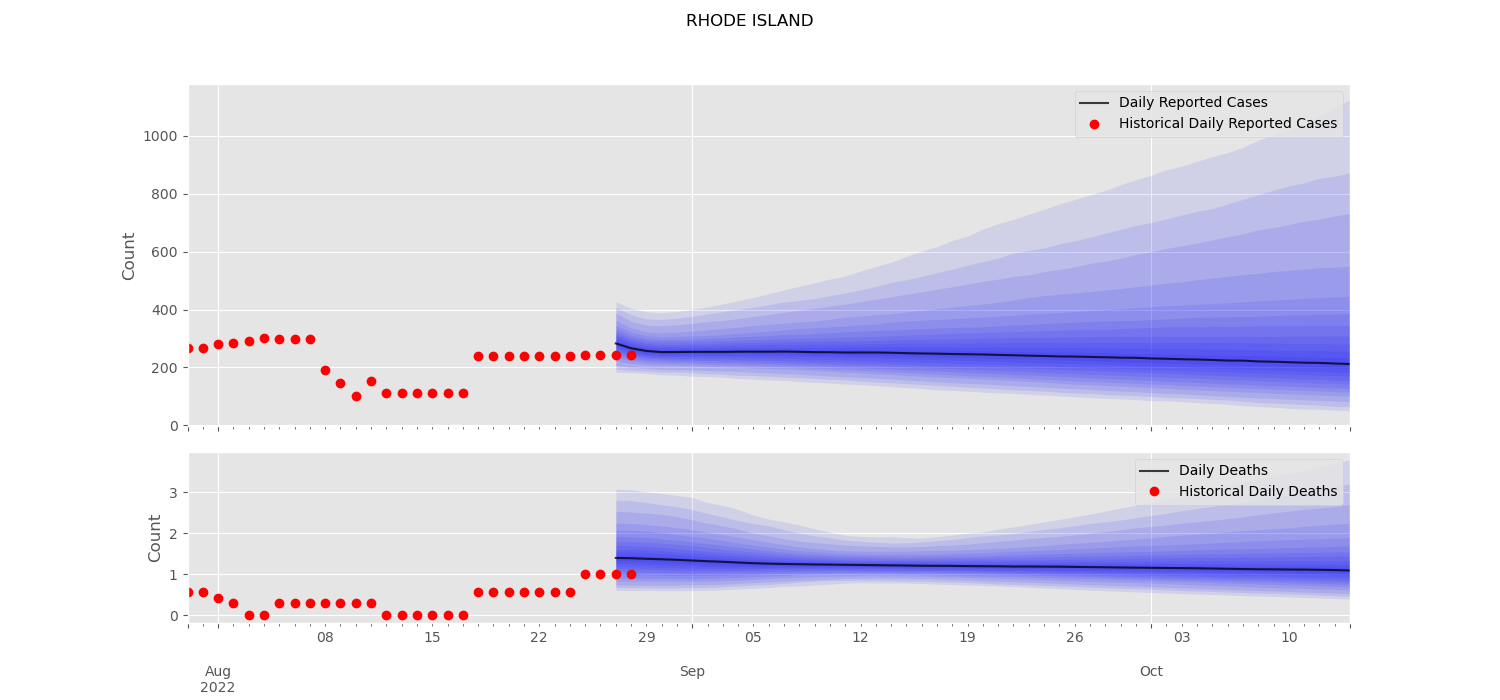 RHODE ISLAND
Daily Reported Cases
Historical Daily Reported Cases
Count
1000
800
600
400
200
0
Daily Deaths
Historical Daily Deaths
Count
3
2
1
0
08 15 22 29 05 12 19 26 03 10
Aug Sep Oct
2022